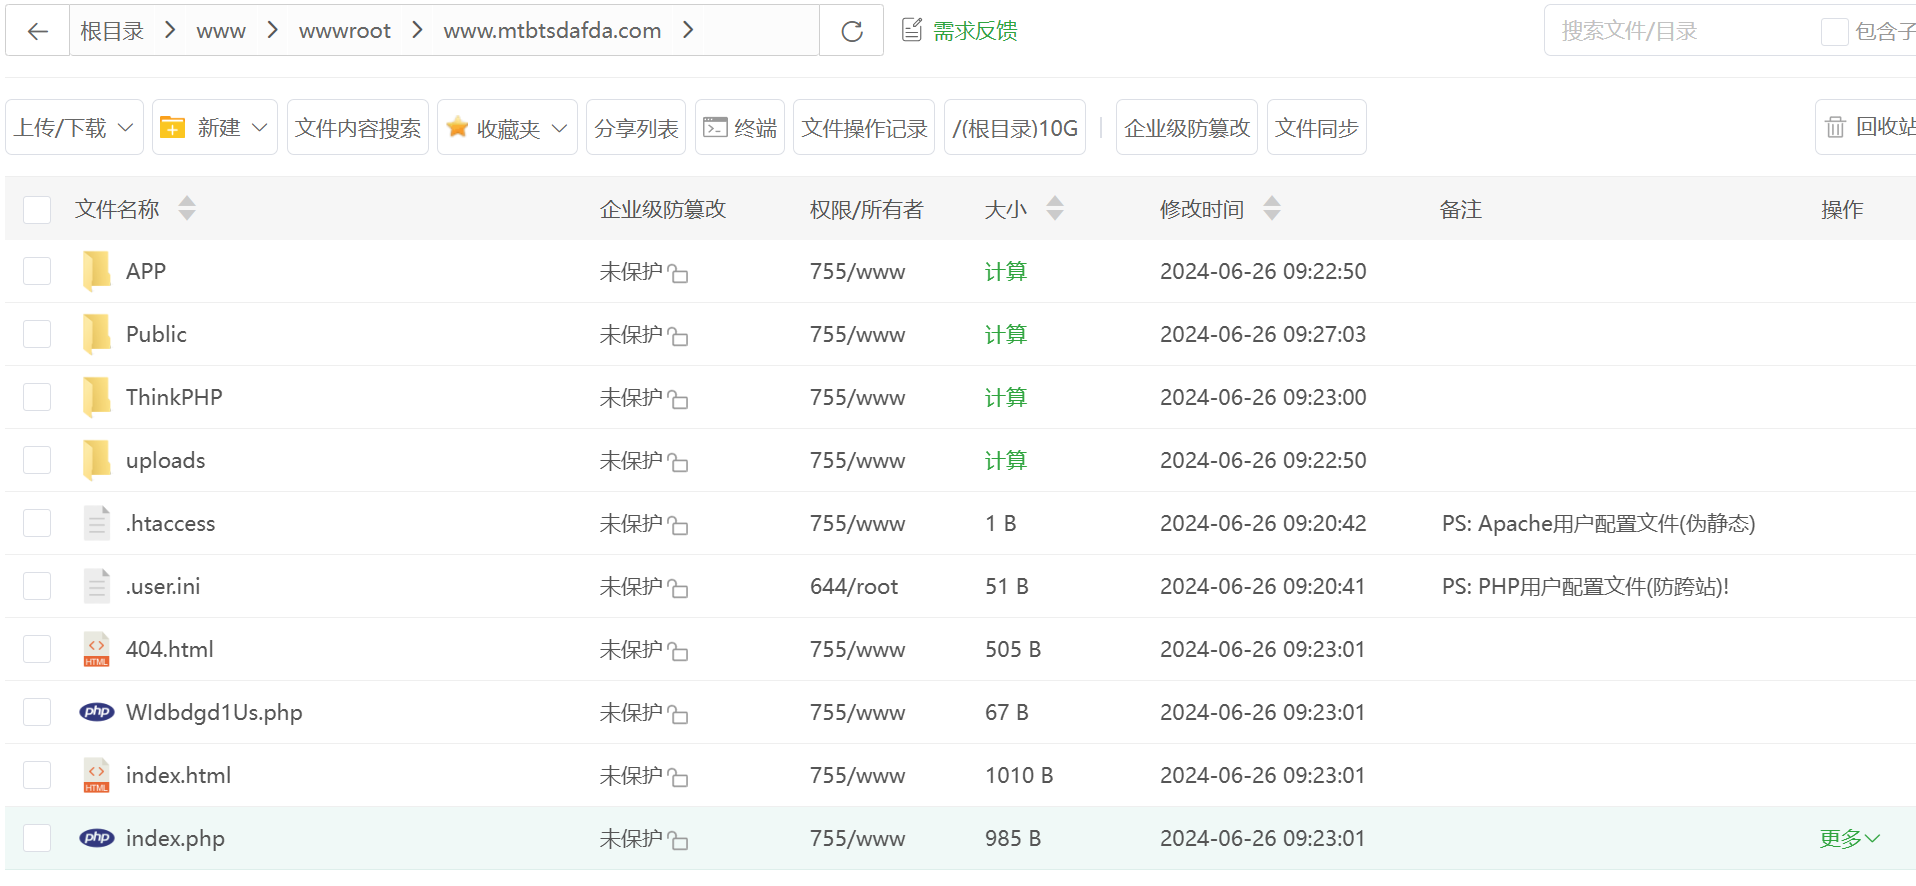 根目录 www wwwroot www.mtbtsdafda.com 需求反馈 搜索文件/目录 包含子
上传/下载 新建 文件内容搜索 收藏夹 分享列表 终端 文件操作记录 /(根目录)10G 企业级防篡改 文件同步 回收站
文件名称 企业级防篡改 权限/所有者 大小 修改时间 备注 操作
APP 未保护 755/www 计算 2024-06-26 09:22:50
Public 未保护 755/www 计算 2024-06-26 09:27:03
ThinkPHP 未保护 755/www 计算 2024-06-26 09:23:00
uploads 未保护 755/www 计算 2024-06-26 09:22:50
.htaccess 未保护 755/www 1 B 2024-06-26 09:20:42 PS: Apache用户配置文件(伪静态)
.user.ini 未保护 644/root 51 B 2024-06-26 09:20:41 PS: PHP用户配置文件(防跨站)!
HTML 404.html 未保护 755/www 505 B 2024-06-26 09:23:01
php WIdbdgd1Us.php 未保护 755/www 67 B 2024-06-26 09:23:01
HTML index.html 未保护 755/www 1010 B 2024-06-26 09:23:01
php index.php 未保护 755/www 985 B 2024-06-26 09:23:01 更多